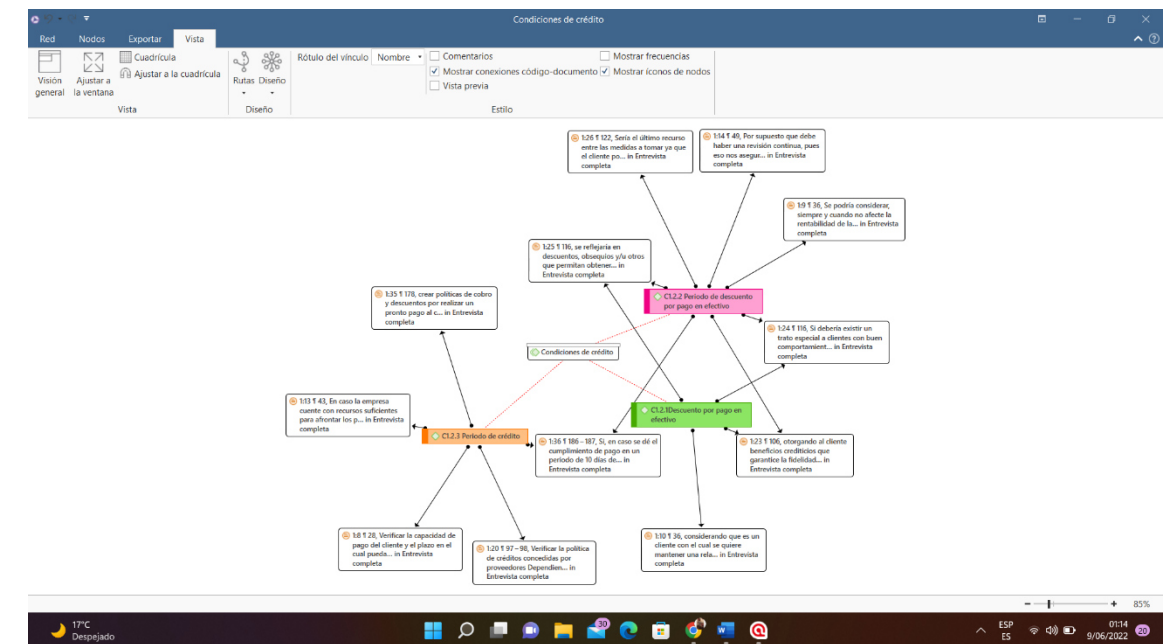 Condiciones de crédito
Red Nodos Exportar Vista
Visión
general
Ajustar a
la ventana
Cuadrícula
Ajustar a la cuadrícula
Vista
Rutas Diseño
Diseño
Rótulo del vínculo Nombre
Comentarios
Mostrar conexiones código-documento
Vista previa
Mostrar frecuencias
Mostrar íconos de nodos
Estilo
1:26 ¶ 122, Sería el último recurso
entre las medidas a tomar ya que
el cliente po... in Entrevista
completa
1:14 ¶ 49, Por supuesto que debe
haber una revisión continua, pues
eso nos asegur... in Entrevista
completa
1:9 ¶ 36, Se podría considerar,
siempre y cuando no afecte la
rentabilidad de la... in Entrevista
completa
1:25 ¶ 116, se reflejaría en
descuentos, obsequios y/u otros
que permitan obtener... in
Entrevista completa
1:35 ¶ 178, crear políticas de cobro
y descuentos por realizar un
pronto pago al c... in Entrevista
completa
C1.2.2 Período de descuento
por pago en efectivo
1:24 ¶ 116, Si debería existir un
trato especial a clientes con buen
comportamient... in Entrevista
completa
Condiciones de crédito
1:13 ¶ 43, En caso la empresa
cuente con recursos suficientes
para afrontar los p... in Entrevista
completa
C1.2.1Descuento por pago en
efectivo
C1.2.3 Periodo de crédito
1:36 ¶ 186 – 187, Si, en caso se dé el
cumplimiento de pago en un
periodo de 10 días de... in
Entrevista completa
1:23 ¶ 106, otorgando al cliente
beneficios crediticios que
garantice la fidelidad... in
Entrevista completa
1:8 ¶ 28, Verificar la capacidad de
pago del cliente y el plazo en el
cual pueda... in Entrevista
completa
1:20 ¶ 97 – 98, Verificar la política
de créditos concedidas por
proveedores Dependien... in
Entrevista completa
1:10 ¶ 36, considerando que es un
cliente con el cual se quiere
mantener una rela... in Entrevista
completa
85%
17°C
Despejado
30
ESP
ES
01:14
9/06/2022
20